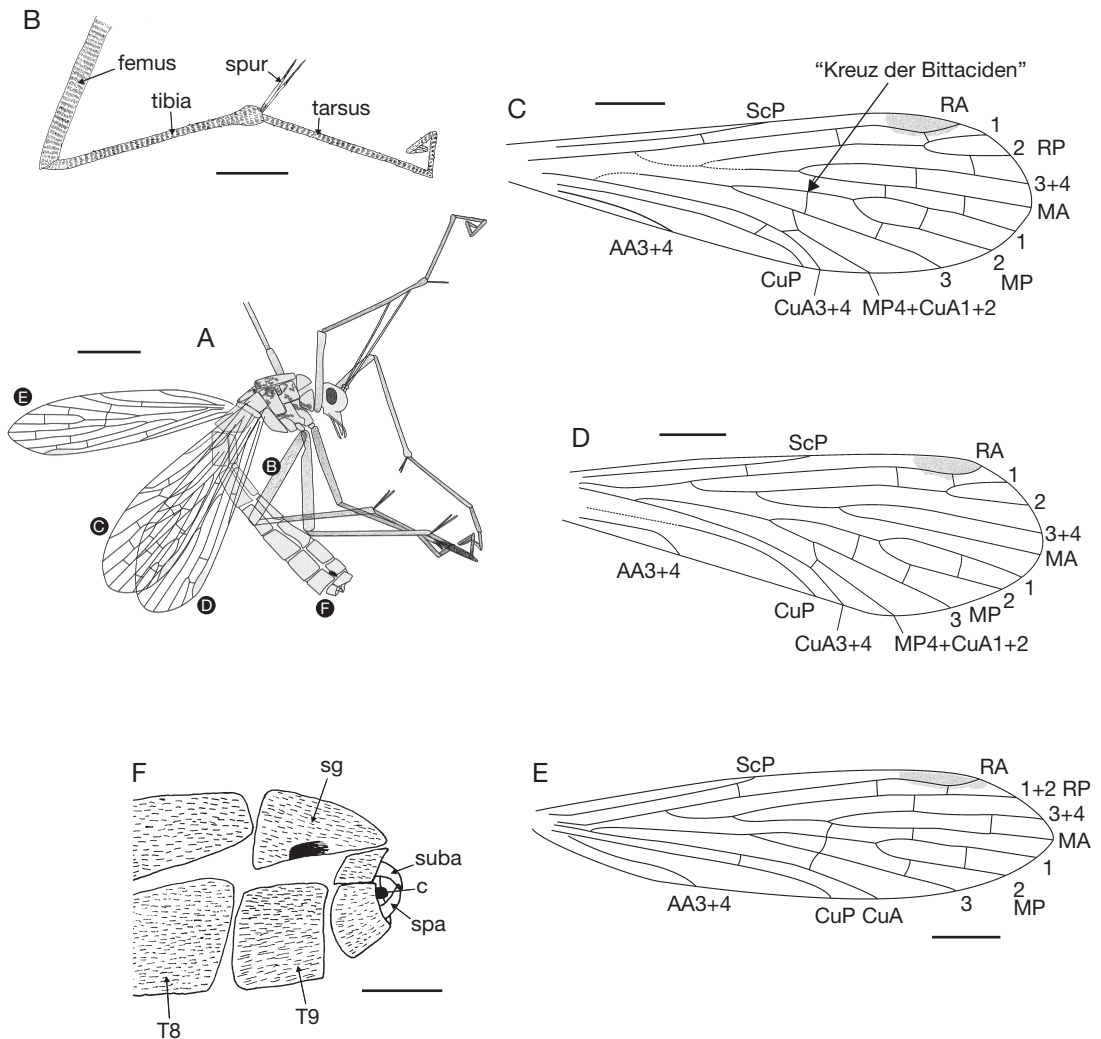 B
femus
spur
tibia
tarsus
A
E
B
C
D
F
C
"Kreuz der Bittaciden"
ScP
RA
1
2 RP
3+4
MA
1
2
MP
3
AA3+4
CuP
CuA3+4
MP4+CuA1+2
D
ScP
RA
1
2
3+4
MA
1
2
MP
3
AA3+4
CuP
CuA3+4
MP4+CuA1+2
F
sg
suba
c
spa
T8
T9
E
ScP
RA
1+2 RP
3+4
MA
1
2
MP
3
AA3+4
CuP CuA